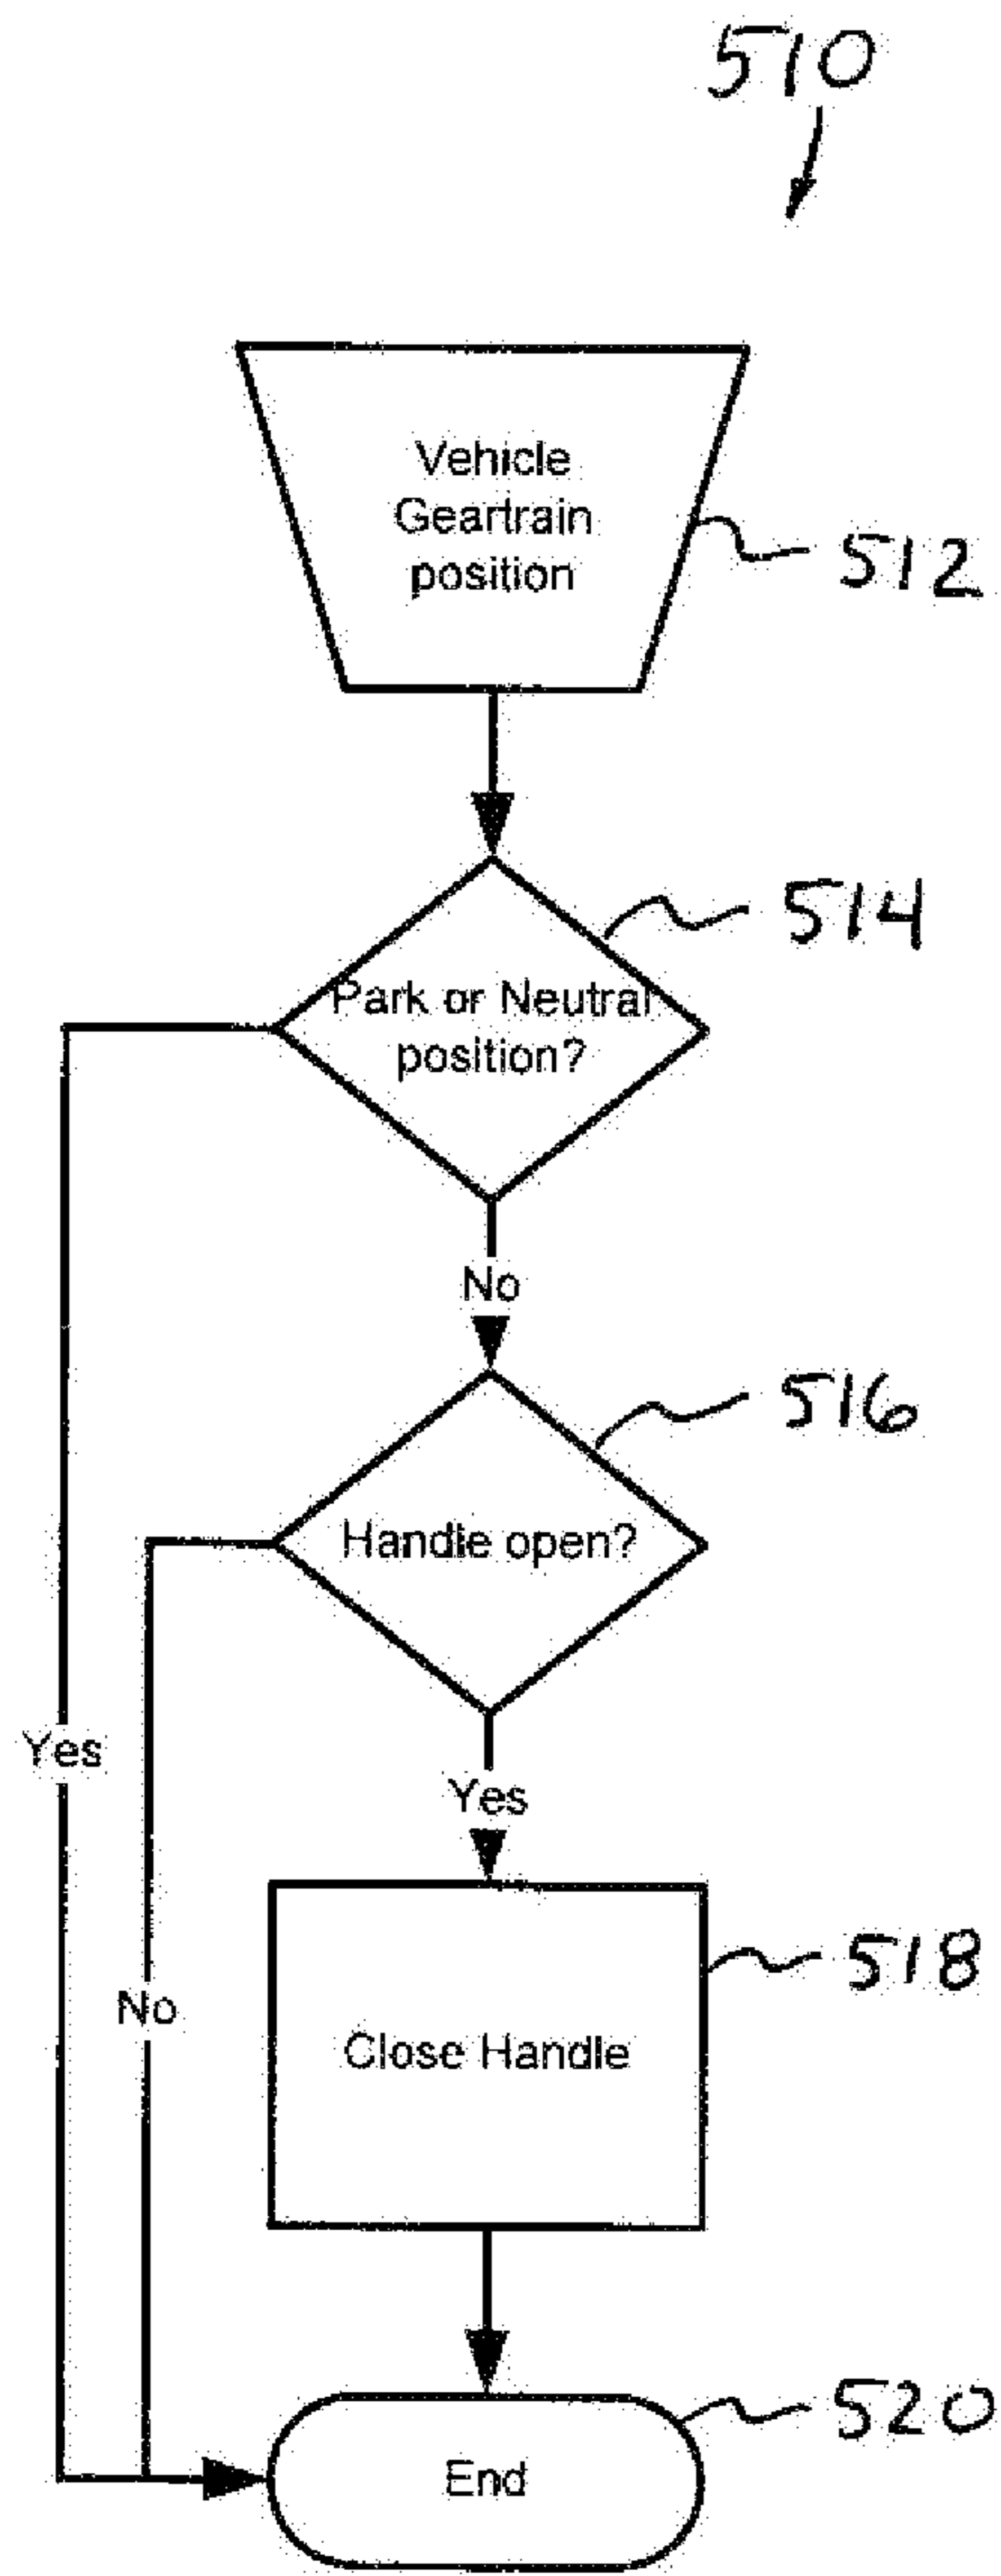 510
Vehicle
Geartrain
position
512
514
Park or Neutral
position?
No
516
Handle open?
Yes
Yes
518
No
Close Handle
520
End